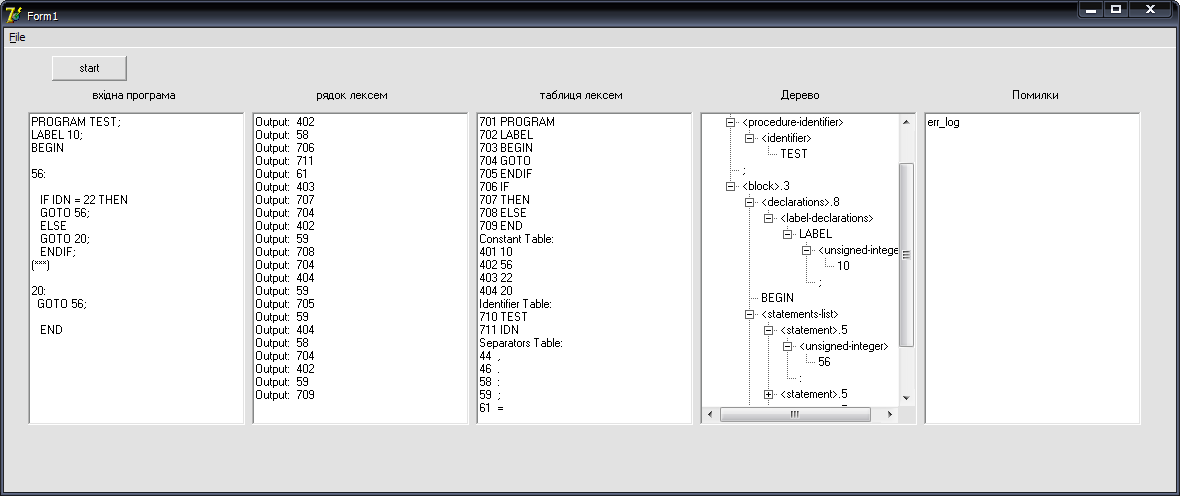 Form1
File
start
вхідна програма
рядок лексем
таблиця лексем
Дерево
Помилки
PROGRAM TEST;
LABEL 10;
BEGIN
56:
IF IDN = 22 THEN
GOTO 56;
ELSE
GOTO 20;
ENDIF;
(***)
20:
GOTO 56;
END
Output: 402
Output: 58
Output: 706
Output: 711
Output: 61
Output: 403
Output: 707
Output: 704
Output: 402
Output: 59
Output: 708
Output: 704
Output: 404
Output: 59
Output: 705
Output: 59
Output: 404
Output: 58
Output: 704
Output: 402
Output: 59
Output: 709
701 PROGRAM
702 LABEL
703 BEGIN
704 GOTO
705 ENDIF
706 IF
707 THEN
708 ELSE
709 END
Constant Table:
401 10
402 56
403 22
404 20
Identifier Table:
710 TEST
711 IDN
Separators Table:
44 ,
46 .
58 :
59 ;
61 =
<procedure-identifier>
<identifier>
TEST
;
<block>.3
<declarations>.8
<label-declarations>
LABEL
<unsigned-intege
10
;
BEGIN
<statements-list>
<statement>.5
<unsigned-integer>
56
:
<statement>.5
err_log